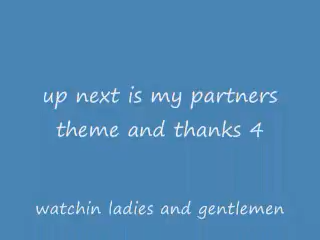 up next is my partners
theme and thanks 4
watchin ladies and gentlemen